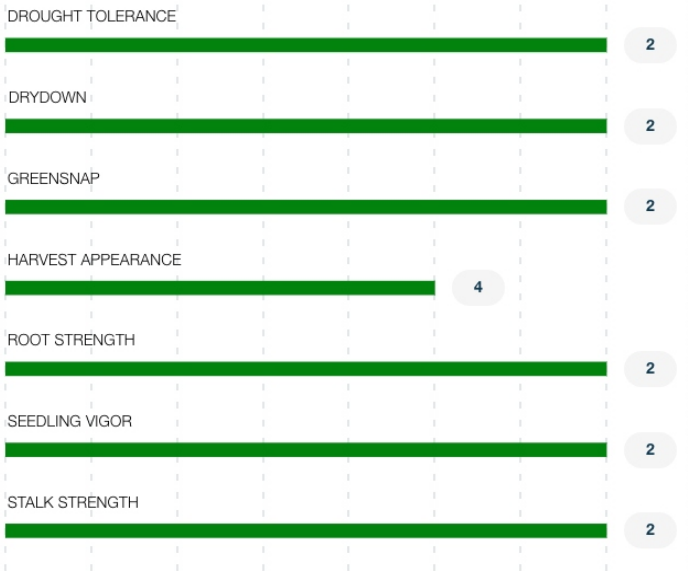 DROUGHT TOLERANCE
2
DRYDOWN
2
GREENSNAP
2
HARVEST APPEARANCE
4
ROOT STRENGTH
2
SEEDLING VIGOR
2
STALK STRENGTH
2